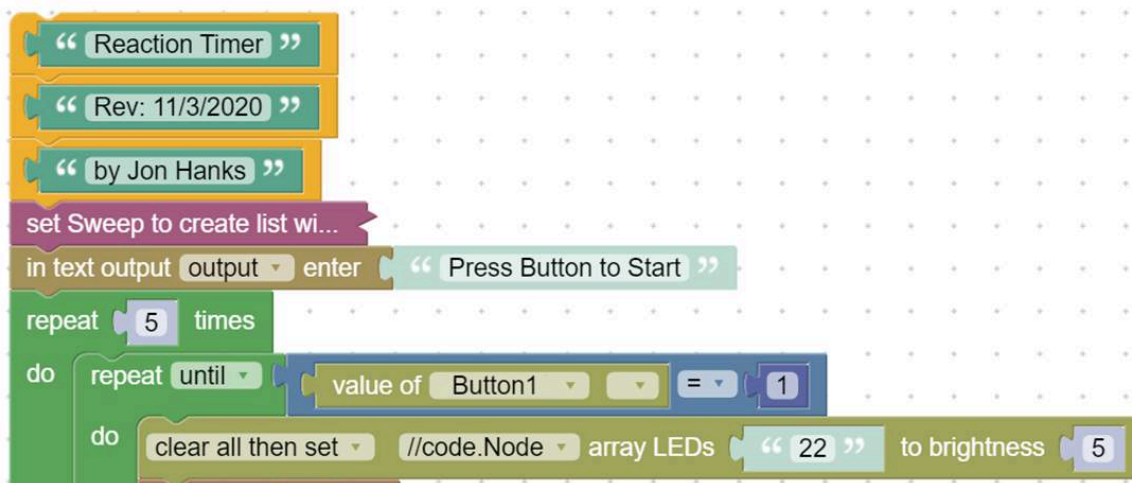 “ Reaction Timer ”
“ Rev: 11/3/2020 ”
“ by Jon Hanks ”
set Sweep to create list wi...
in text output output enter “ Press Button to Start ”
repeat 5 times
do repeat until value of Button1 = 1
do clear all then set //code.Node array LEDs “ 22 ” to brightness 5